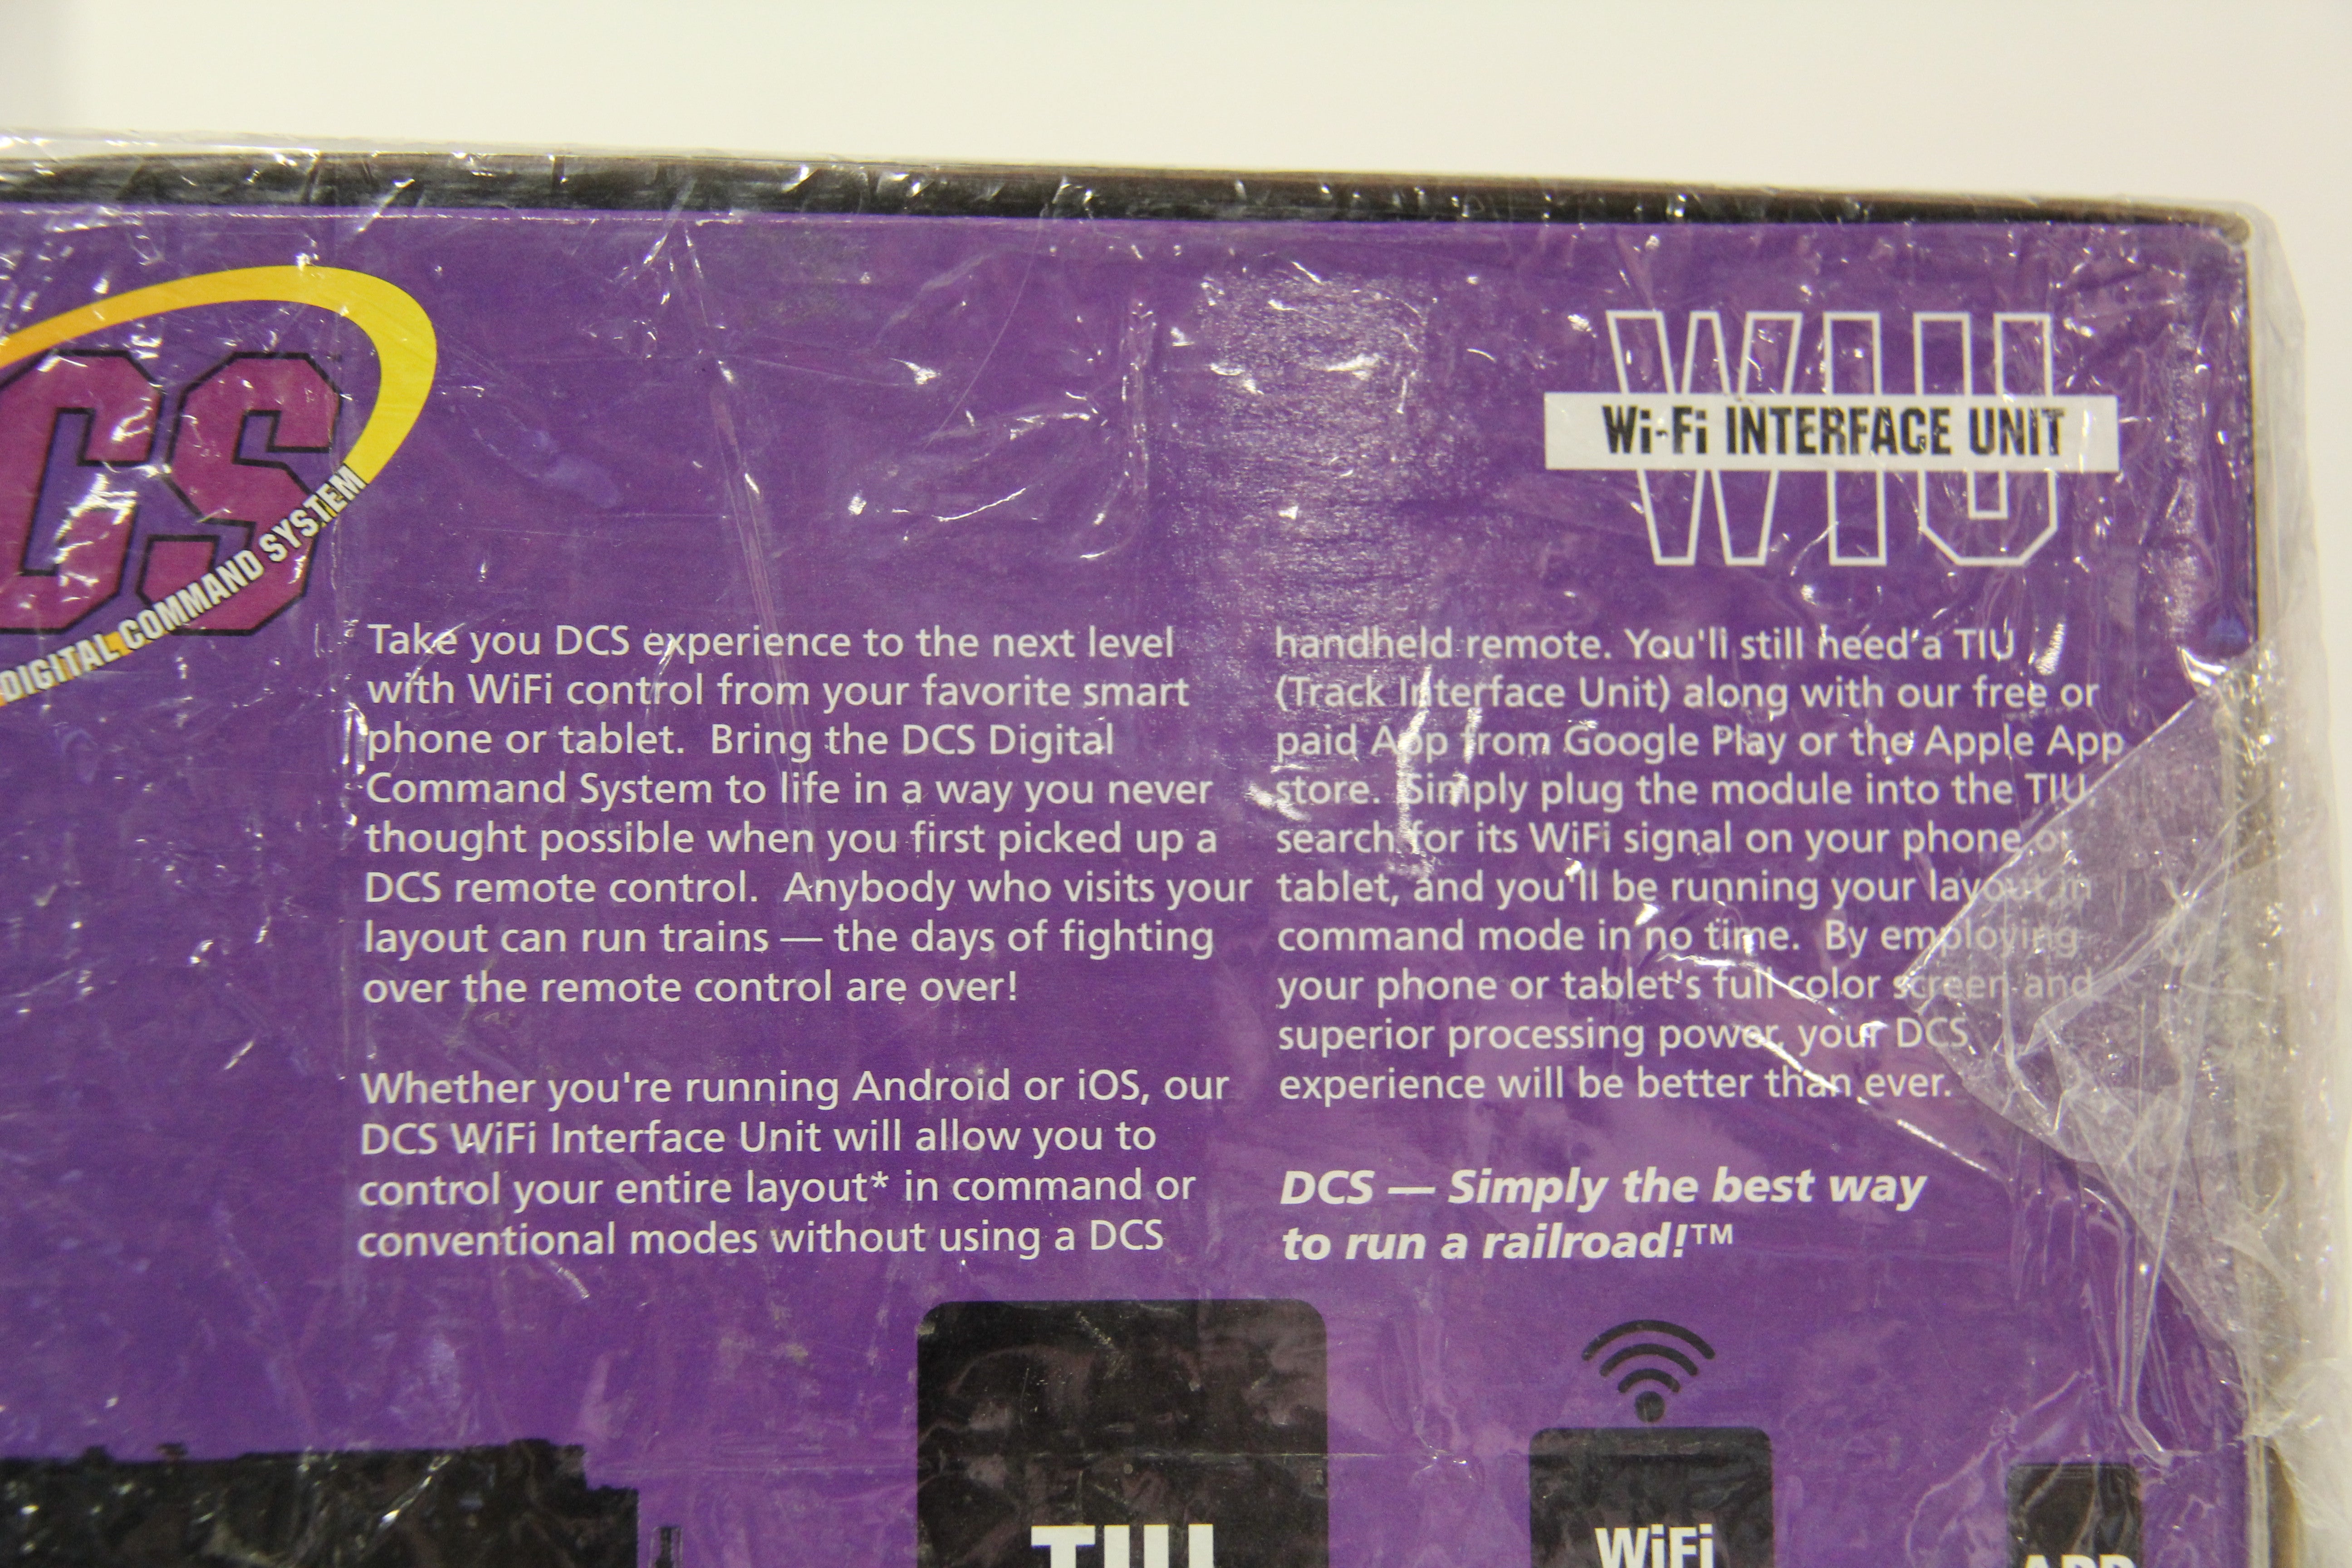 CS
DIGITAL COMMAND SYSTEM
WIU
Wi-Fi INTERFACE UNIT
Take you DCS experience to the next level
with WiFi control from your favorite smart
phone or tablet.  Bring the DCS Digital
Command System to life in a way you never
thought possible when you first picked up a
DCS remote control.  Anybody who visits your
layout can run trains — the days of fighting
over the remote control are over!
Whether you're running Android or iOS, our
DCS WiFi Interface Unit will allow you to
control your entire layout* in command or
conventional modes without using a DCS
handheld remote. You'll still need a TIU
(Track Interface Unit) along with our free or
paid App from Google Play or the Apple App
store.  Simply plug the module into the TIU,
search for its WiFi signal on your phone or
tablet, and you'll be running your layout in
command mode in no time.  By employing
your phone or tablet's full color screen and
superior processing power, your DCS
experience will be better than ever.
DCS — Simply the best way
to run a railroad!™
TIU
WiFi
APP